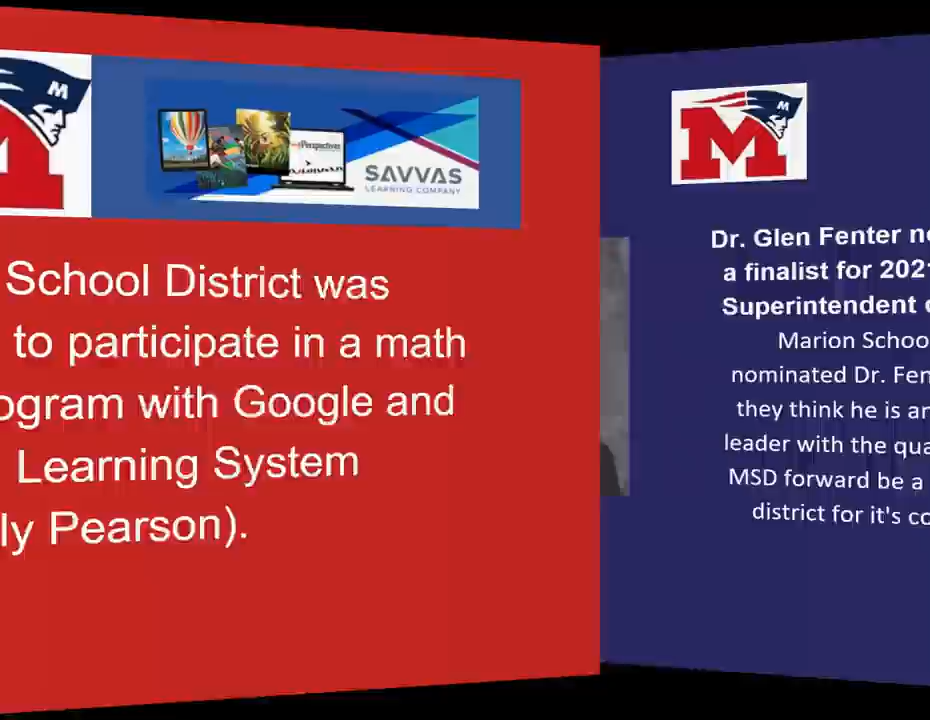 M
M
Perspectives
SAVVAS
LEARNING COMPANY
School District was
to participate in a math
ogram with Google and
Learning System
ly Pearson).
M
M
Dr. Glen Fenter
a finalist for 2021
Superintendent
Marion Schoo
nominated Dr. Fen
they think he is an
leader with the qua
MSD forward be a
district for it's co